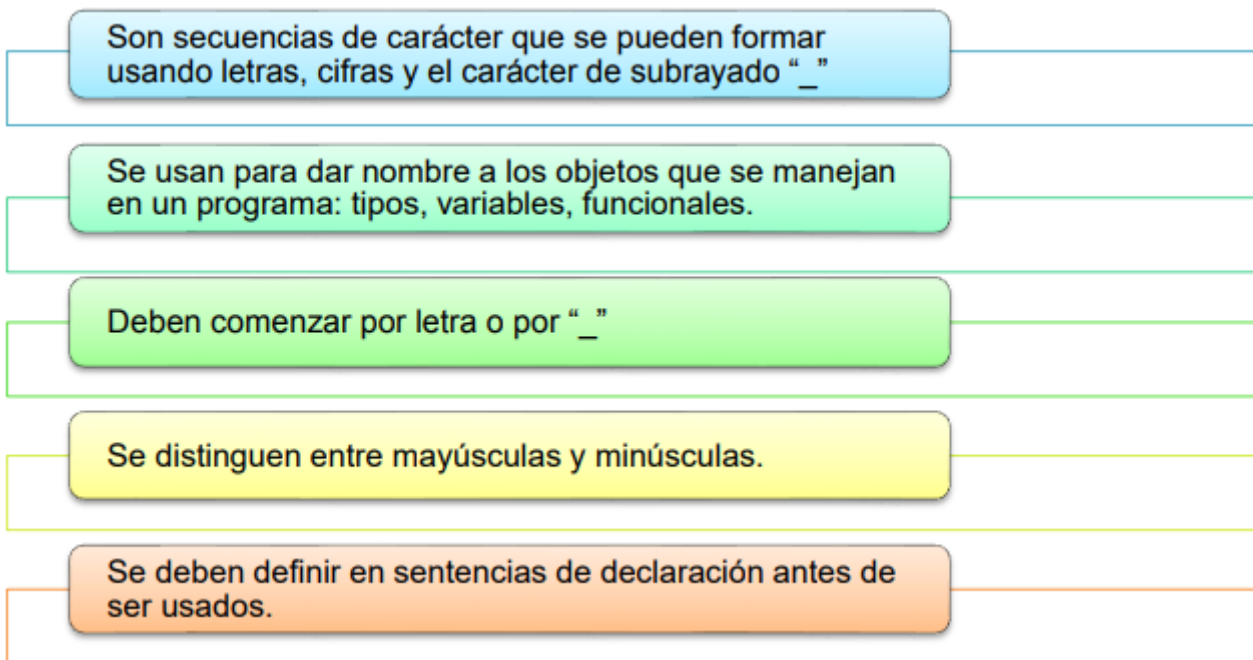 Son secuencias de carácter que se pueden formar
usando letras, cifras y el carácter de subrayado “_”
Se usan para dar nombre a los objetos que se manejan
en un programa: tipos, variables, funcionales.
Deben comenzar por letra o por “_”
Se distinguen entre mayúsculas y minúsculas.
Se deben definir en sentencias de declaración antes de
ser usados.